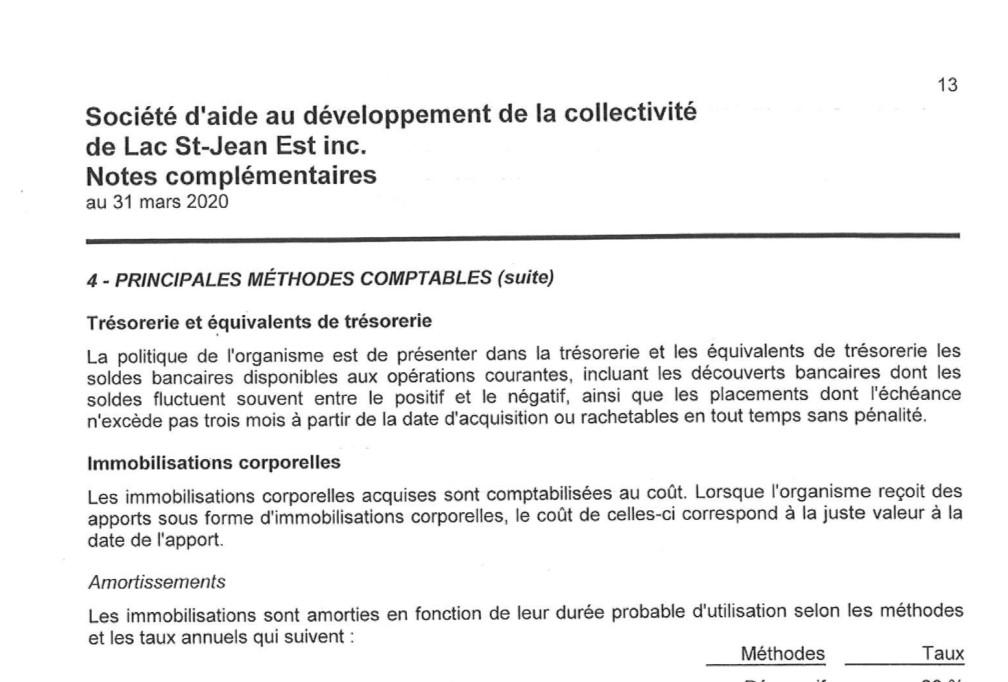 13
Société d'aide au développement de la collectivité
de Lac St-Jean Est inc.
Notes complémentaires
au 31 mars 2020
4 - PRINCIPALES MÉTHODES COMPTABLES (suite)
Trésorerie et équivalents de trésorerie
La politique de l'organisme est de présenter dans la trésorerie et les équivalents de trésorerie les
soldes bancaires disponibles aux opérations courantes, incluant les découverts bancaires dont les
soldes fluctuent souvent entre le positif et le négatif, ainsi que les placements dont l'échéance
n'excède pas trois mois à partir de la date d'acquisition ou rachetables en tout temps sans pénalité.
Immobilisations corporelles
Les immobilisations corporelles acquises sont comptabilisées au coût. Lorsque l'organisme reçoit des
apports sous forme d'immobilisations corporelles, le coût de celles-ci correspond à la juste valeur à la
date de l'apport.
Amortissements
Les immobilisations sont amorties en fonction de leur durée probable d'utilisation selon les méthodes
et les taux annuels qui suivent :
Méthodes Taux